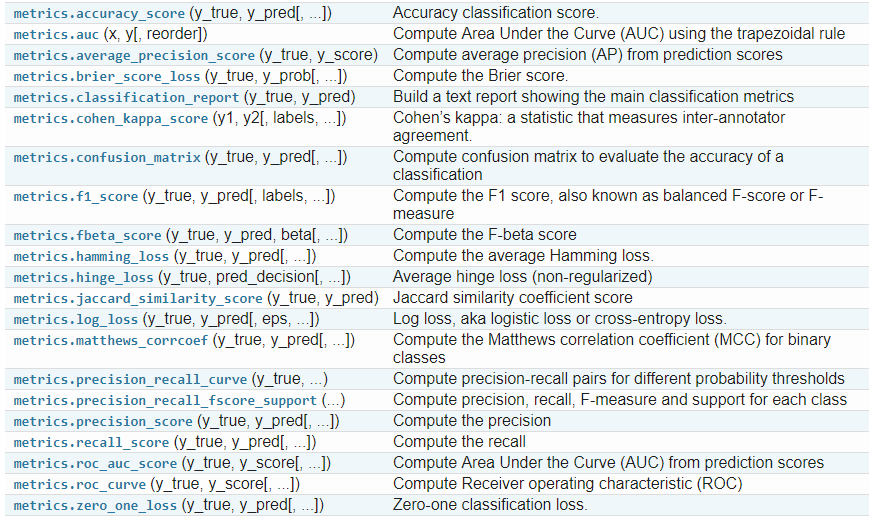 metrics.accuracy_score (y_true, y_pred[, ...]) Accuracy classification score.
metrics.auc (x, y[, reorder]) Compute Area Under the Curve (AUC) using the trapezoidal rule
metrics.average_precision_score (y_true, y_score) Compute average precision (AP) from prediction scores
metrics.brier_score_loss (y_true, y_prob[, ...]) Compute the Brier score.
metrics.classification_report (y_true, y_pred) Build a text report showing the main classification metrics
metrics.cohen_kappa_score (y1, y2[, labels, ...]) Cohen's kappa: a statistic that measures inter-annotator
agreement.
metrics.confusion_matrix (y_true, y_pred[, ...]) Compute confusion matrix to evaluate the accuracy of a
classification
metrics.f1_score (y_true, y_pred[, labels, ...]) Compute the F1 score, also known as balanced F-score or F-
measure
metrics.fbeta_score (y_true, y_pred, beta[, ...]) Compute the F-beta score
metrics.hamming_loss (y_true, y_pred[, ...]) Compute the average Hamming loss.
metrics.hinge_loss (y_true, pred_decision[, ...]) Average hinge loss (non-regularized)
metrics.jaccard_similarity_score (y_true, y_pred) Jaccard similarity coefficient score
metrics.log_loss (y_true, y_pred[, eps, ...]) Log loss, aka logistic loss or cross-entropy loss.
metrics.matthews_corrcoef (y_true, y_pred[, ...]) Compute the Matthews correlation coefficient (MCC) for binary
classes
metrics.precision_recall_curve (y_true, ...) Compute precision-recall pairs for different probability thresholds
metrics.precision_recall_fscore_support (...) Compute precision, recall, F-measure and support for each class
metrics.precision_score (y_true, y_pred[, ...]) Compute the precision
metrics.recall_score (y_true, y_pred[, ...]) Compute the recall
metrics.roc_auc_score (y_true, y_score[, ...]) Compute Area Under the Curve (AUC) from prediction scores
metrics.roc_curve (y_true, y_score[, ...]) Compute Receiver operating characteristic (ROC)
metrics.zero_one_loss (y_true, y_pred[, ...]) Zero-one classification loss.